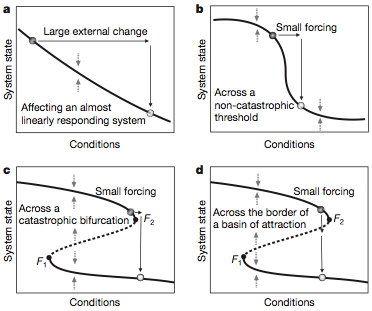 a
Large external change
Affecting an almost
linearly responding system
System state
Conditions
b
Small forcing
Across a
non-catastrophic
threshold
System state
Conditions
c
Small forcing
Across a
catastrophic bifurcation
F2
F1
System state
Conditions
d
Small forcing
Across the border of
a basin of attraction
F2
F1
System state
Conditions